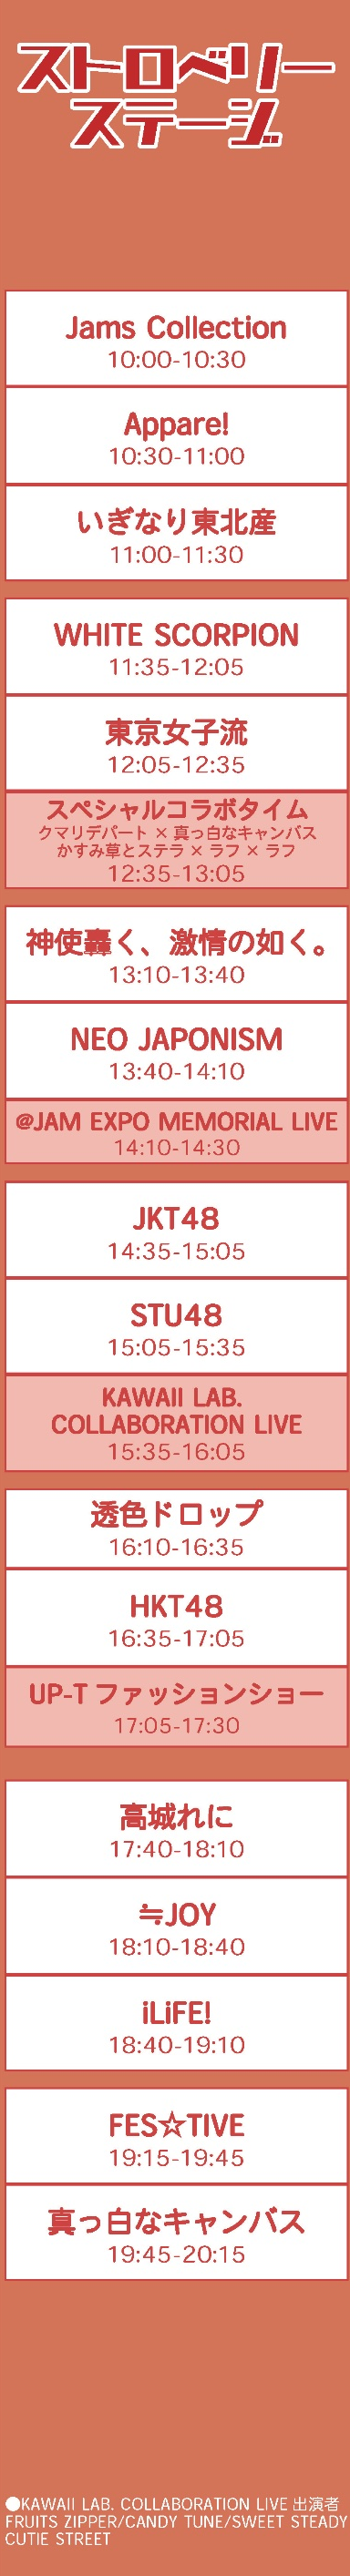 ストロベリー
ステージ
Jams Collection
10:00-10:30
Appare!
10:30-11:00
いぎなり東北産
11:00-11:30
WHITE SCORPION
11:35-12:05
東京女子流
12:05-12:35
スペシャルコラボタイム
クマリデパート × 真っ白なキャンバス
かすみ草とステラ × ラフ × ラフ
12:35-13:05
神使轟く、激情の如く。
13:10-13:40
NEO JAPONISM
13:40-14:10
@JAM EXPO MEMORIAL LIVE
14:10-14:30
JKT48
14:35-15:05
STU48
15:05-15:35
KAWAII LAB.
COLLABORATION LIVE
15:35-16:05
透色ドロップ
16:10-16:35
HKT48
16:35-17:05
UP-T ファッションショー
17:05-17:30
高城れに
17:40-18:10
≒JOY
18:10-18:40
iLiFE!
18:40-19:10
FES☆TIVE
19:15-19:45
真っ白なキャンバス
19:45-20:15
●KAWAII LAB. COLLABORATION LIVE 出演者
FRUITS ZIPPER/CANDY TUNE/SWEET STEADY
CUTIE STREET